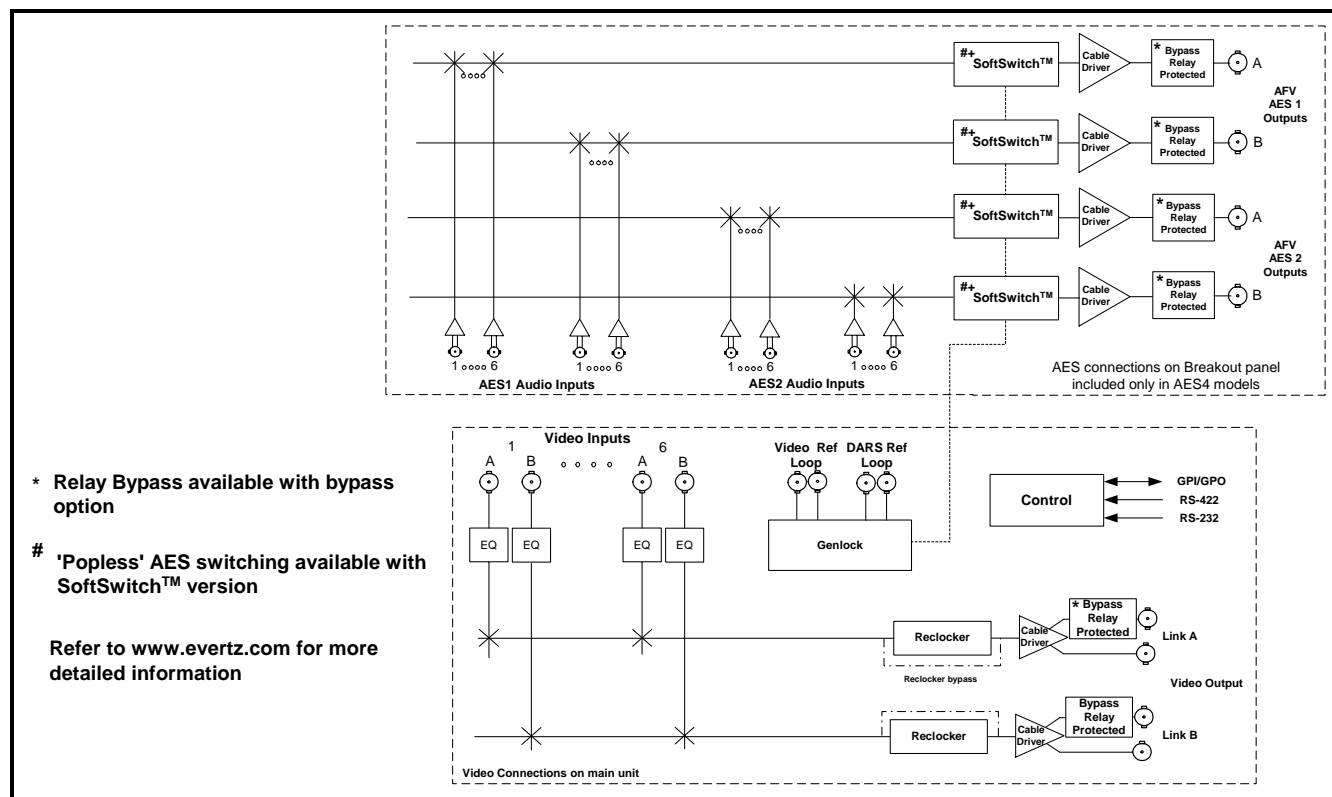 #+
SoftSwitch™
Cable
Driver
* Bypass
Relay
Protected
A
AFV
AES 1
Outputs
#+
SoftSwitch™
Cable
Driver
* Bypass
Relay
Protected
B
#+
SoftSwitch™
Cable
Driver
* Bypass
Relay
Protected
A
AFV
AES 2
Outputs
#+
SoftSwitch™
Cable
Driver
* Bypass
Relay
Protected
B
1 6
1 6
1 6
1 6
AES1 Audio Inputs
AES2 Audio Inputs
AES connections on Breakout panel
included only in AES4 models
Video Inputs
1 6
A B A B
EQ EQ EQ EQ
Video Ref
Loop
DARS Ref
Loop
Genlock
Control
GPI/GPO
RS-422
RS-232
* Relay Bypass available with bypass
option
# 'Popless' AES switching available with
SoftSwitch™ version
Refer to www.evertz.com for more
detailed information
Reclocker
Reclocker bypass
Cable
Driver
* Bypass
Relay
Protected
Link A
Video Output
Reclocker
Cable
Driver
Bypass
Relay
Protected
Link B
Video Connections on main unit